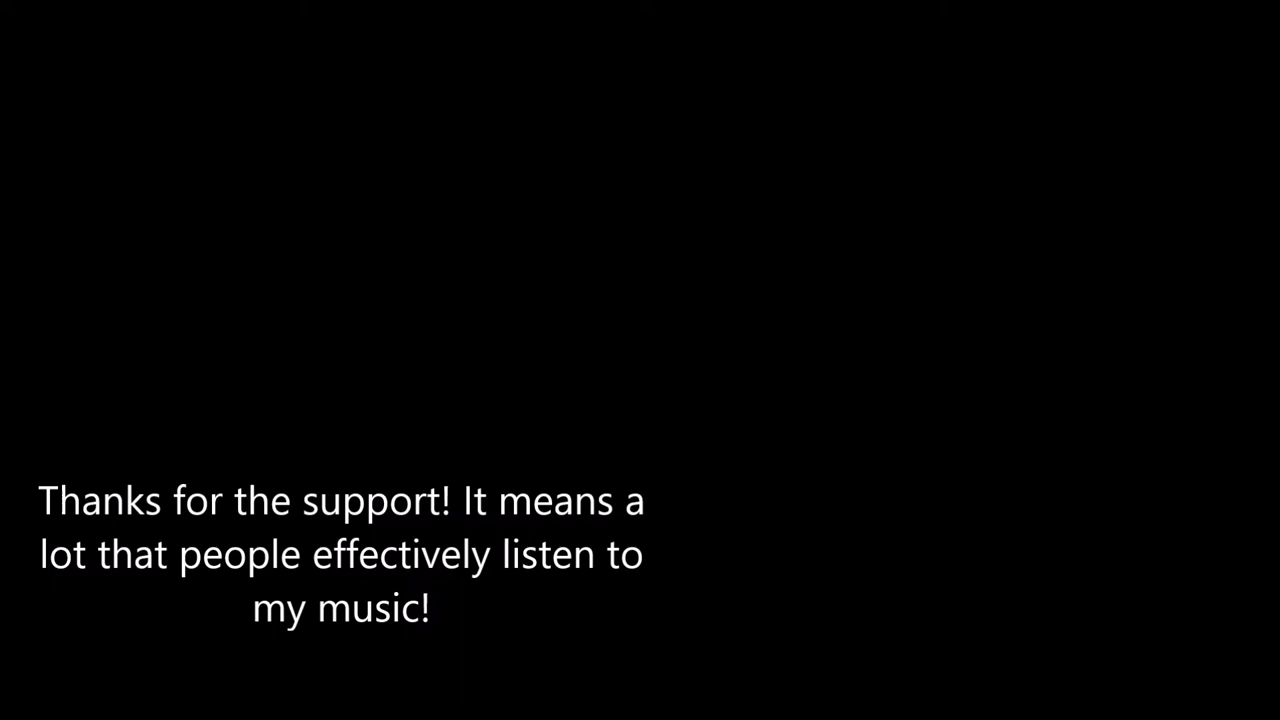 Thanks for the support! It means a
lot that people effectively listen to
my music!